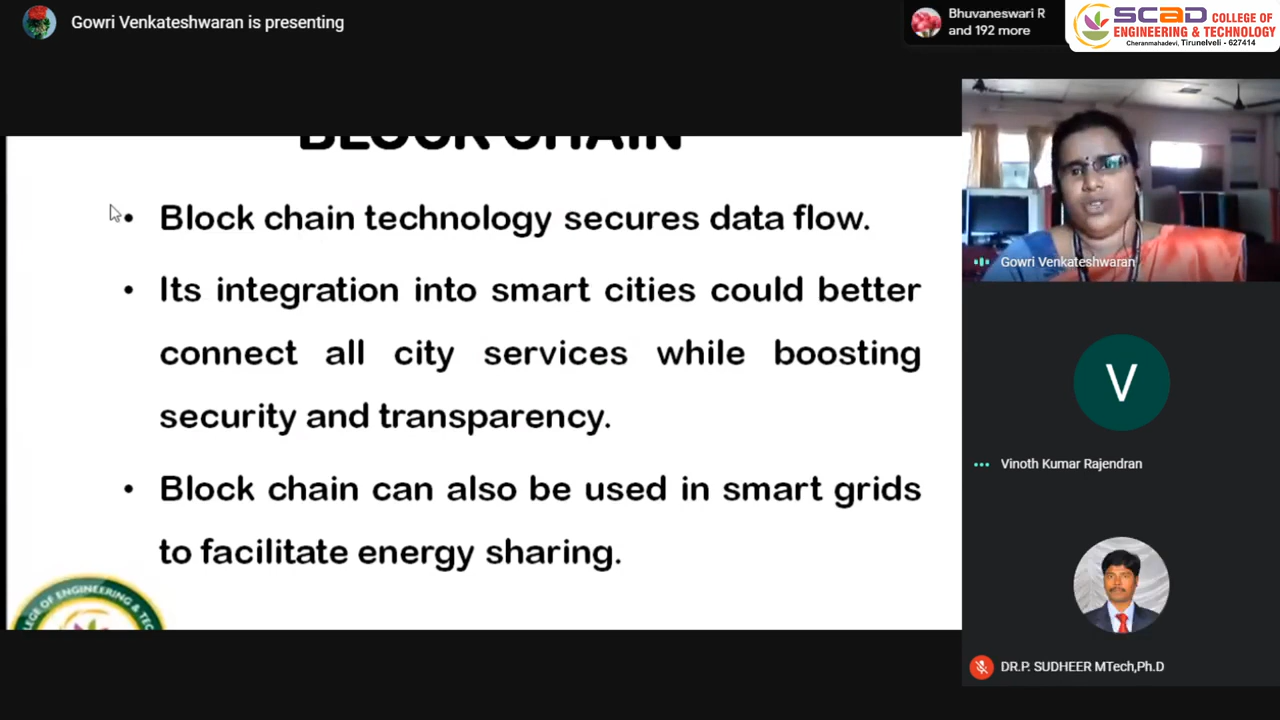 Gowri Venkateshwaran is presenting
Bhuvaneswari R
and 192 more
SCAD COLLEGE OF
ENGINEERING & TECHNOLOGY
Cheranmahadevi, Tirunelveli - 627414
BLOCK CHAIN
• Block chain technology secures data flow.
• Its integration into smart cities could better
connect all city services while boosting
security and transparency.
• Block chain can also be used in smart grids
to facilitate energy sharing.
Gowri Venkateshwaran
V
Vinoth Kumar Rajendran
DR.P. SUDHEER MTech,Ph.D